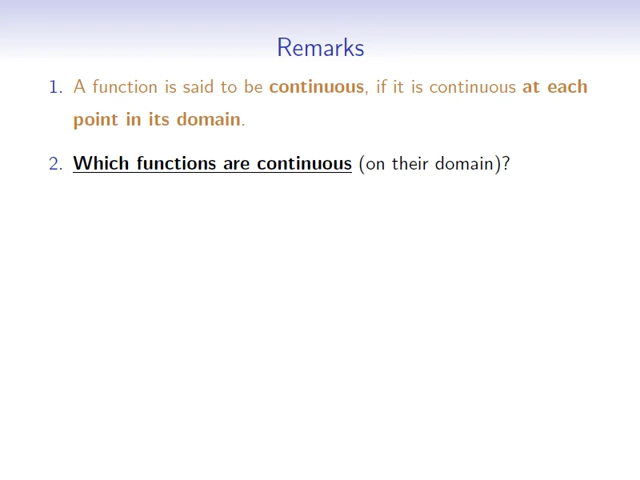 Remarks
1. A function is said to be continuous, if it is continuous at each
point in its domain.
2. Which functions are continuous (on their domain)?